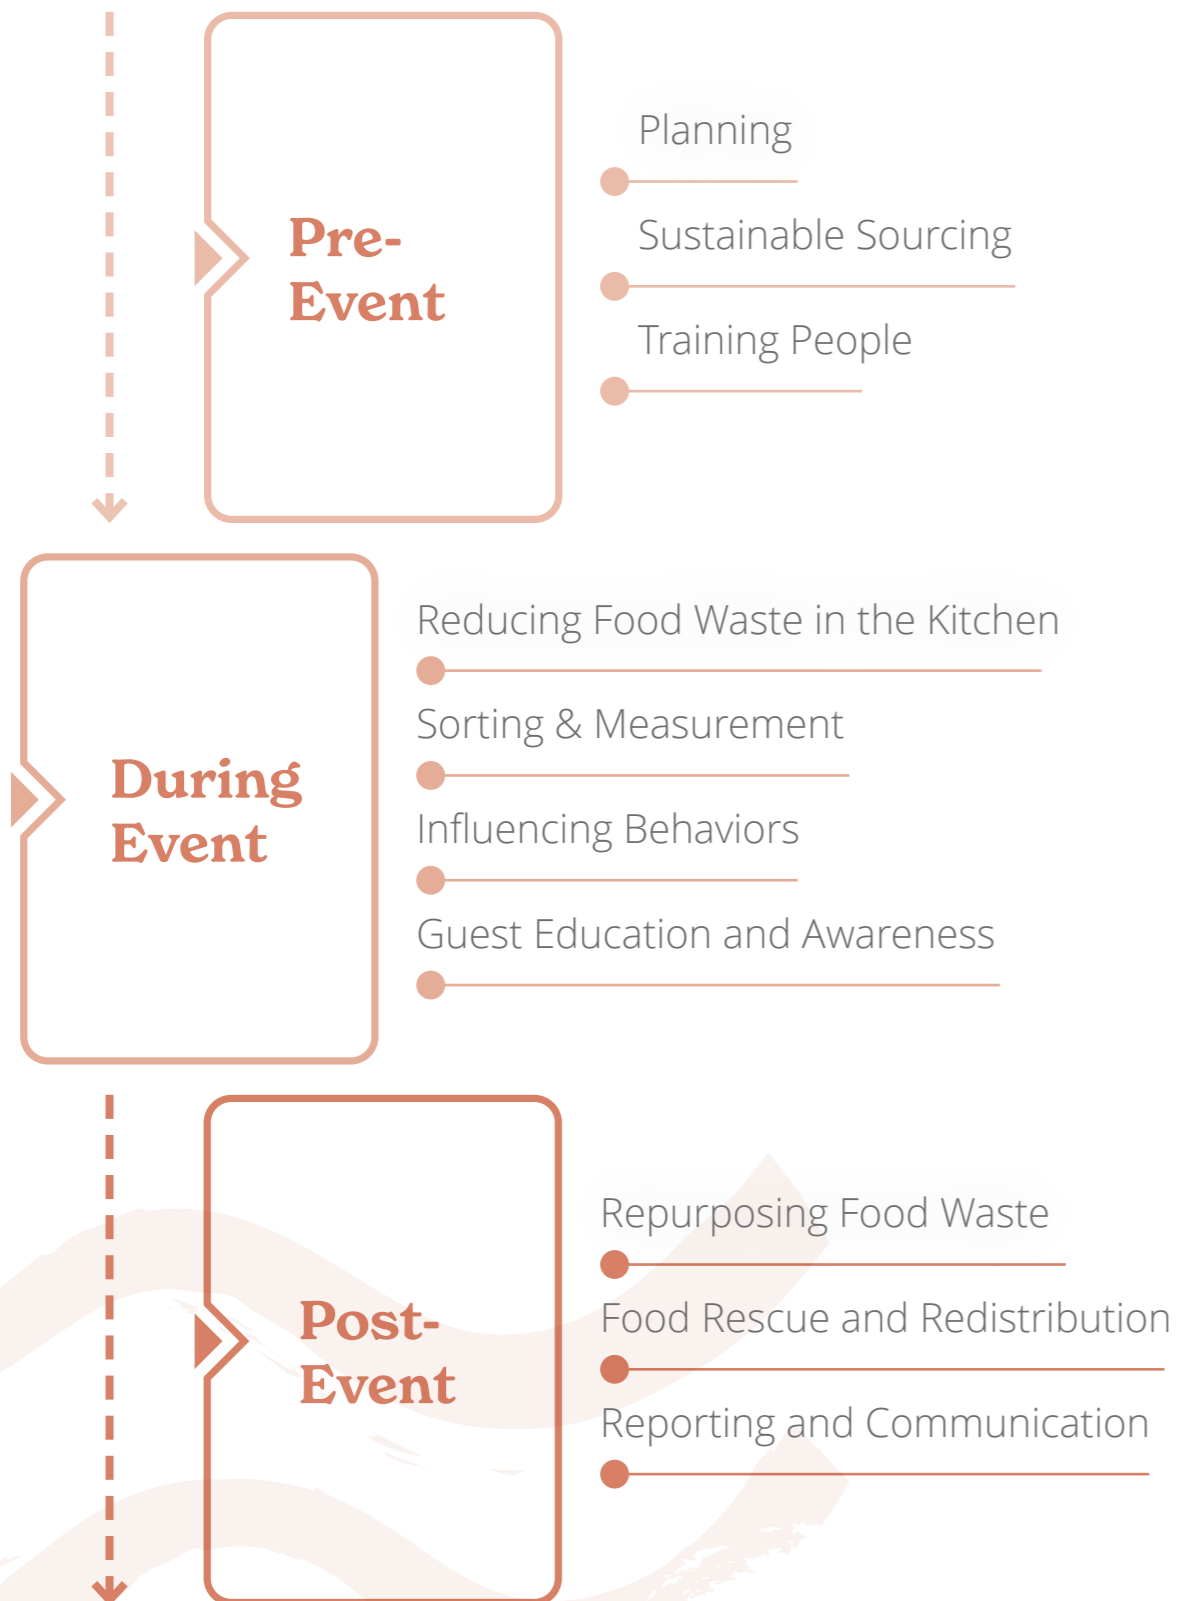 Pre-
Event
Planning
Sustainable Sourcing
Training People
During
Event
Reducing Food Waste in the Kitchen
Sorting & Measurement
Influencing Behaviors
Guest Education and Awareness
Post-
Event
Repurposing Food Waste
Food Rescue and Redistribution
Reporting and Communication